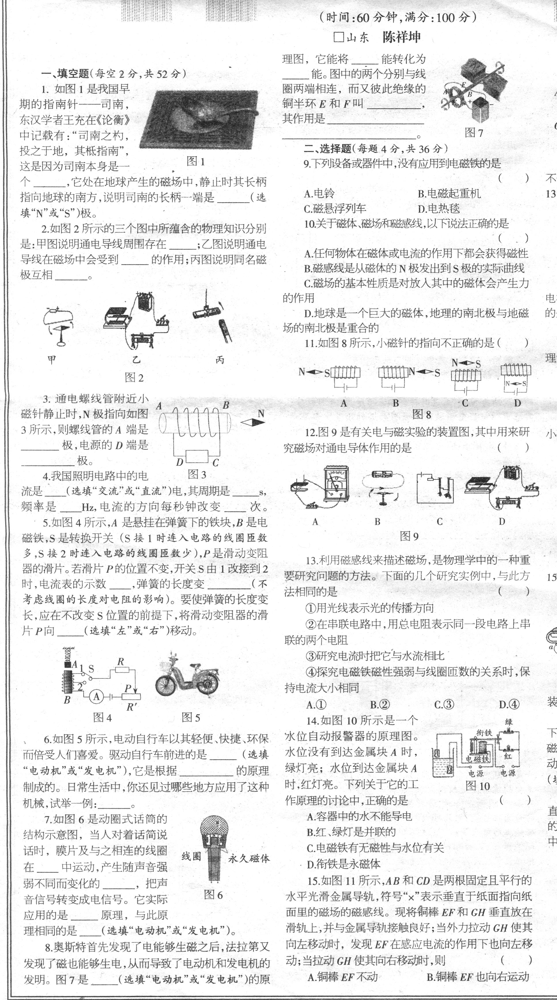 (时间:60 分钟,满分:100 分)
□山东 陈祥坤
一、填空题(每空 2 分,共 52 分)
1. 如图 1 是我国早
期的指南针——司南,
东汉学者王充在《论衡》
中记载有:“司南之杓,
投之于地，其柢指南”,
这是因为司南本身是一
图 1
个 ______,它处在地球产生的磁场中,静止时其长柄
指向地球的南方,说明司南的长柄一端是 ______(选
填“N”或“S”)极。
2.如图 2 所示的三个图中所蕴含的物理知识分别
是:甲图说明通电导线周围存在 _____;乙图说明通电
导线在磁场中会受到 _____ 的作用;丙图说明同名磁
极互相 ______。
甲 乙 丙
图 2
3. 通电螺线管附近小
磁针静止时,N 极指向如图
3 所示,则螺线管的 A 端是
_______ 极,电源的 D 端是
__________ 极。
A B N
D C
图 3
4.我国照明电路中的电
流是 ____(选填“交流”或“直流”)电,其周期是 _____s,
频率是 ____Hz,电流的方向每秒钟改变 ____ 次。
5.如图 4 所示,A 是悬挂在弹簧下的铁块,B 是电
磁铁,S 是转换开关（S 接 1 时连入电路的线圈匝数
多,S 接 2 时连入电路的线圈匝数少),P 是滑动变阻
器的滑片。若滑片 P 的位置不变,开关 S 由 1 改接到 2
时,电流表的示数 ____,弹簧的长度变 ________(不
考虑线圈的长度对电阻的影响)。要使弹簧的长度变
长,应在不改变 S 位置的前提下,将滑动变阻器的滑
片 P 向 _____(选填“左”或“右”)移动。
A 1 S R
2 P
B A R′
图 4 图 5
6.如图 5 所示,电动自行车以其轻便、快捷、环保
而倍受人们喜爱。驱动自行车前进的是 _____ (选填
“电动机”或“发电机”),它是根据 __________ 的原理
制成的。日常生活中,你还见过哪些地方应用了这种
机械,试举一例:______。
7.如图 6 是动圈式话筒的
结构示意图，当人对着话筒说
话时，膜片及与之相连的线圈
在 ____ 中运动,产生随声音强
弱不同而变化的 ______，把声
音信号转变成电信号。它实际
应用的是 _____ 原理，与此原
线圈 永久磁体
图 6
理相同的是 ____(选填“电动机”或“发电机”)。
8.奥斯特首先发现了电能够生磁之后,法拉第又
发现了磁也能够生电,从而导致了电动机和发电机的
发明。图 7 是 _____(选填“电动机”或“发电机”)的原
理图，它能将 _____ 能转化为
_____ 能。图中的两个分别与线
圈两端相连，而又彼此绝缘的
铜半环 E 和 F 叫 __________,
其作用是 __________________
_________________________。
A E B + −
图 7
二、选择题(每题 4 分,共 36 分)
9.下列设备或器件中,没有应用到电磁铁的是
( )
A.电铃 B.电磁起重机
C.磁悬浮列车 D.电热毯
10.关于磁体、磁场和磁感线,以下说法正确的是
( )
A.任何物体在磁体或电流的作用下都会获得磁性
B.磁感线是从磁体的 N 极发出到 S 极的实际曲线
C.磁场的基本性质是对放入其中的磁体会产生力
的作用
D.地球是一个巨大的磁体,地理的南北极与地磁
场的南北极是重合的
11.如图 8 所示,小磁针的指向不正确的是 ( )
N S N S N S N S
A B C D
图 8
12.图 9 是有关电与磁实验的装置图,其中用来研
究磁场对通电导体作用的是 ( )
A B C D
图 9
13.利用磁感线来描述磁场,是物理学中的一种重
要研究问题的方法。下面的几个研究实例中,与此方
法相同的是 ( )
①用光线表示光的传播方向
②在串联电路中,用总电阻表示同一段电路上串
联的两个电阻
③研究电流时把它与水流相比
④探究电磁铁磁性强弱与线圈匝数的关系时,保
持电流大小相同
A.① B.② C.③ D.④
14.如图 10 所示是一个
水位自动报警器的原理图。
水位没有到达金属块 A 时,
绿灯亮；水位到达金属块 A
时,红灯亮。下列关于它的工
作原理的讨论中,正确的是 ( )
绿
衔铁
A 电磁铁 红
B 电源 电源
图 10
A.容器中的水不能导电
B.红、绿灯是并联的
C.电磁铁有无磁性与水位有关
D.衔铁是永磁体
15.如图 11 所示,AB 和 CD 是两根固定且平行的
水平光滑金属导轨,符号“×”表示垂直于纸面指向纸
面里的磁场的磁感线。现将铜棒 EF 和 GH 垂直放在
滑轨上,并与金属导轨接触良好;当外力拉动 GH 使其
向左移动时，发现 EF 在感应电流的作用下也向左移
动;当拉动 GH 使其向右移动时,则 ( )
A.铜棒 EF 不动 B.铜棒 EF 也向右运动
不
13
电
的
理
小
15
a
装
下
磁
动
直
的
中